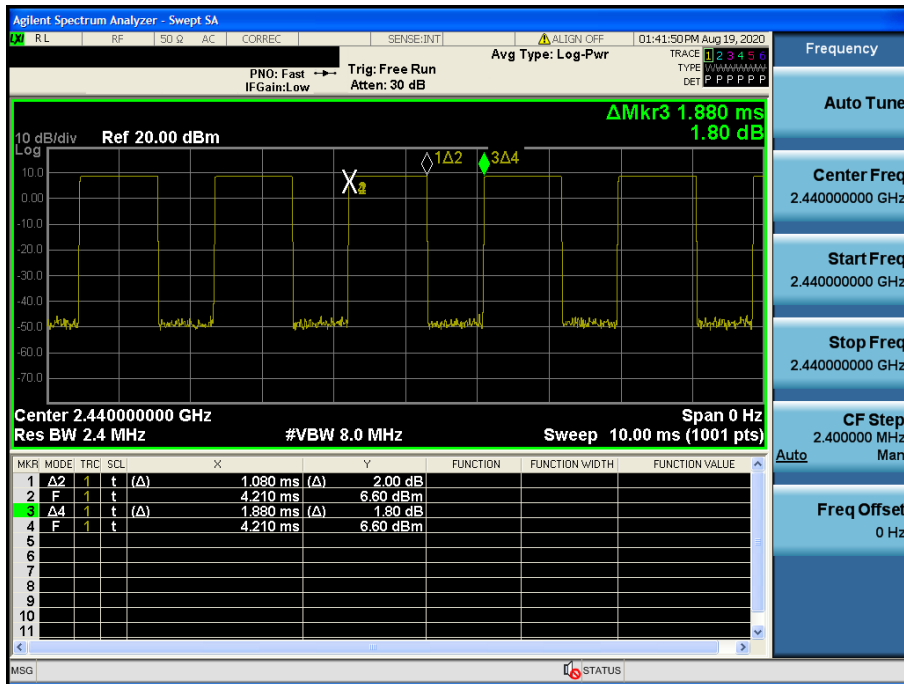 Agilent Spectrum Analyzer - Swept SA
LXI RL RF 50 Ω AC CORREC SENSE:INT ALIGN OFF 01:41:50 PM Aug 19, 2020
Avg Type: Log-Pwr TRACE 1 2 3 4 5 6
PNO: Fast Trig: Free Run TYPE WWWWWW
IFGain:Low Atten: 30 dB DET P P P P P P
Frequency
Auto Tune
Center Freq
2.440000000 GHz
Start Freq
2.440000000 GHz
Stop Freq
2.440000000 GHz
CF Step
2.400000 MHz
Auto Man
Freq Offset
0 Hz
ΔMkr3 1.880 ms
10 dB/div Ref 20.00 dBm 1.80 dB
Log
1Δ2 3Δ4
10.0
0.00
-10.0
-20.0
-30.0
-40.0
-50.0
-60.0
-70.0
Center 2.440000000 GHz Span 0 Hz
Res BW 2.4 MHz #VBW 8.0 MHz Sweep 10.00 ms (1001 pts)
MKR MODE TRC SCL X Y FUNCTION FUNCTION WIDTH FUNCTION VALUE
1 Δ2 1 t (Δ) 1.080 ms (Δ) 2.00 dB
2 F 1 t 4.210 ms 6.60 dBm
3 Δ4 1 t (Δ) 1.880 ms (Δ) 1.80 dB
4 F 1 t 4.210 ms 6.60 dBm
5
6
7
8
9
10
11
MSG STATUS